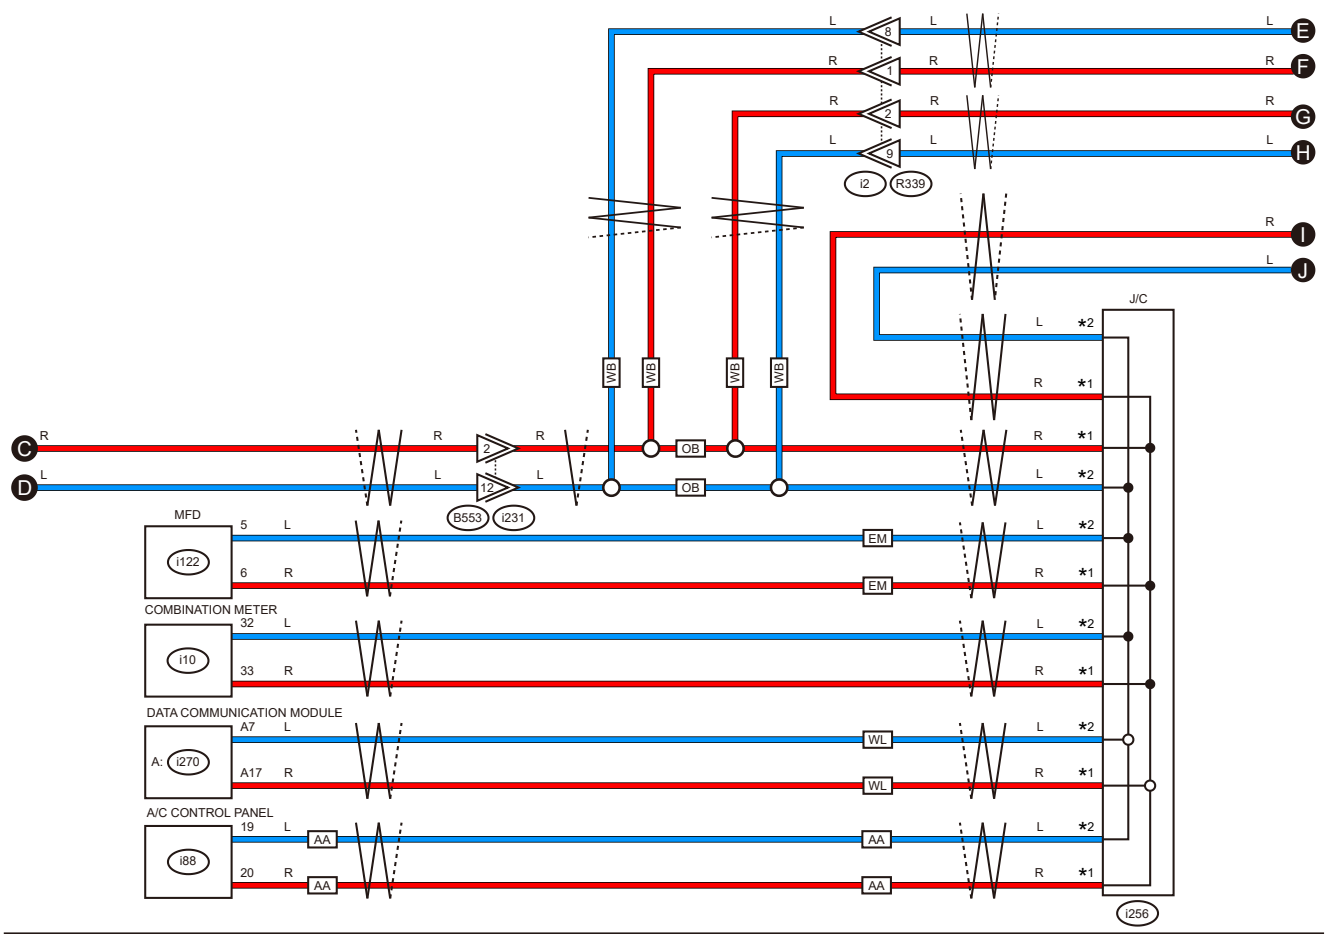 L L L E
8
R R R F
1
R R R G
2
L L L H
9
i2 R339
R I
L J
J/C
L *2
WB WB WB WB
R *1
C R R R R *1
2 OB
D L L L L *2
12 OB
B553 i231
MFD
5 L L *2
i122 EM
6 R R *1
EM
COMBINATION METER
32 L L *2
i10
33 R R *1
DATA COMMUNICATION MODULE
A7 L L *2
WL
A: i270
A17 R R *1
WL
A/C CONTROL PANEL
19 L L *2
AA AA
i88
20 R R *1
AA AA
i256